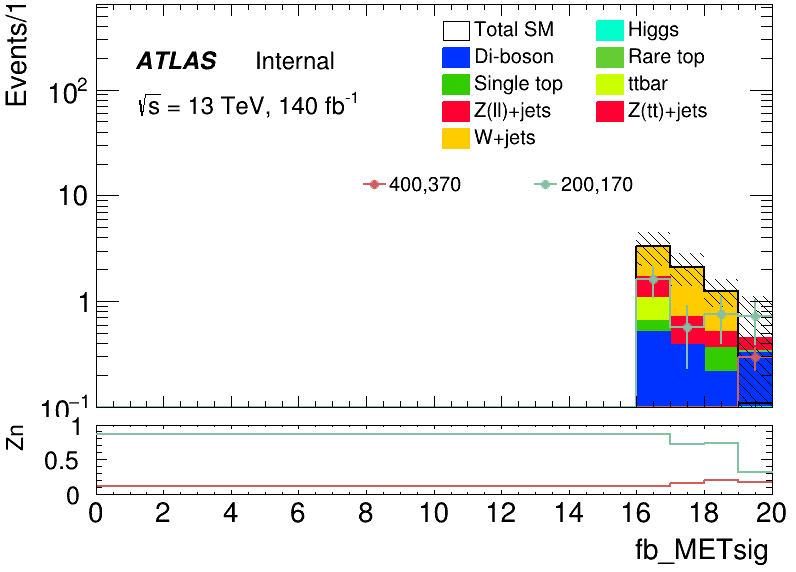 Events/1
ATLAS Internal
√s = 13 TeV, 140 fb⁻¹
Total SM Higgs
Di-boson Rare top
Single top ttbar
Z(ll)+jets Z(tt)+jets
W+jets
400,370 200,170
10²
10
1
10⁻¹
Zn
1
0.5
0
0 2 4 6 8 10 12 14 16 18 20
fb_METsig